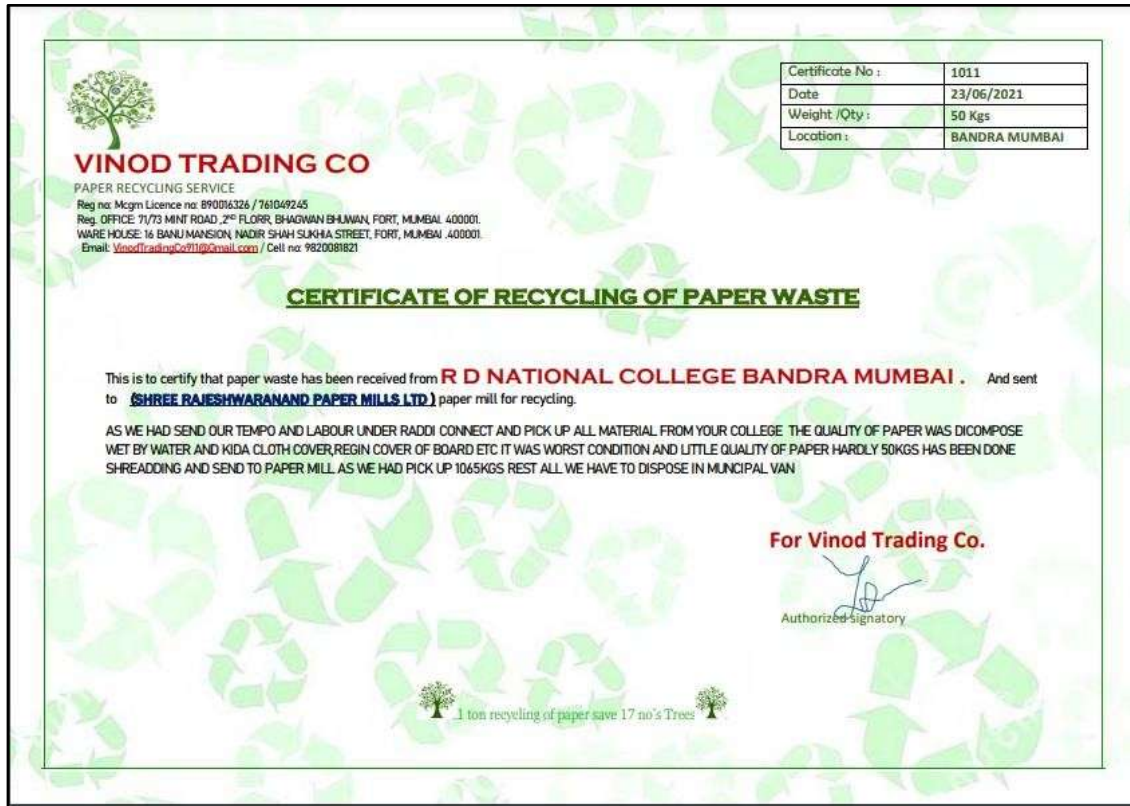 Certificate No : 1011
Date 23/06/2021
Weight /Qty : 50 Kgs
Location : BANDRA MUMBAI
VINOD TRADING CO
PAPER RECYCLING SERVICE
Reg no: Mcgm Licence no: 890016326 / 761049245
Reg. OFFICE: 71/73 MINT ROAD ,2ND FLORR, BHAGWAN BHUWAN, FORT, MUMBAI. 400001.
WARE HOUSE: 16 BANU MANSION, NADIR SHAH SUKHIA STREET, FORT, MUMBAI .400001.
Email: VinodTradingCo911@Gmail.com / Cell no: 9820081821
CERTIFICATE OF RECYCLING OF PAPER WASTE
This is to certify that paper waste has been received from R D NATIONAL COLLEGE BANDRA MUMBAI . And sent
to (SHREE RAJESHWARANAND PAPER MILLS LTD ) paper mill for recycling.
AS WE HAD SEND OUR TEMPO AND LABOUR UNDER RADDI CONNECT AND PICK UP ALL MATERIAL FROM YOUR COLLEGE THE QUALITY OF PAPER WAS DICOMPOSE
WET BY WATER AND KIDA CLOTH COVER,REGIN COVER OF BOARD ETC IT WAS WORST CONDITION AND LITTLE QUALITY OF PAPER HARDLY 50KGS HAS BEEN DONE
SHREADDING AND SEND TO PAPER MILL AS WE HAD PICK UP 1065KGS REST ALL WE HAVE TO DISPOSE IN MUNCIPAL VAN
For Vinod Trading Co.
Authorized signatory
1 ton recycling of paper save 17 no's Trees